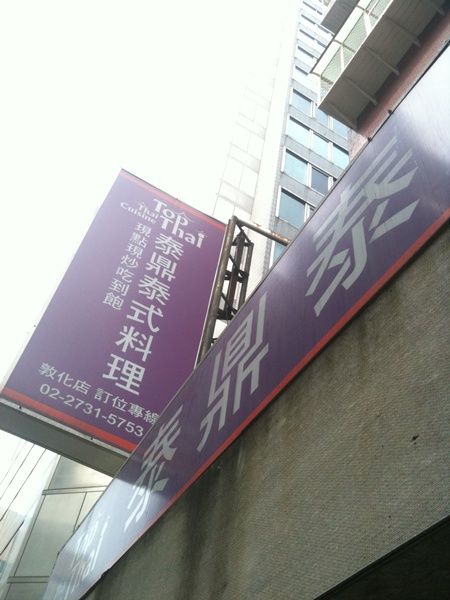 Top
Thai
Thai
Cuisine
泰鼎泰式料理
現點現炒吃到飽
敦化店 訂位專線
02-2731-5753
泰鼎泰